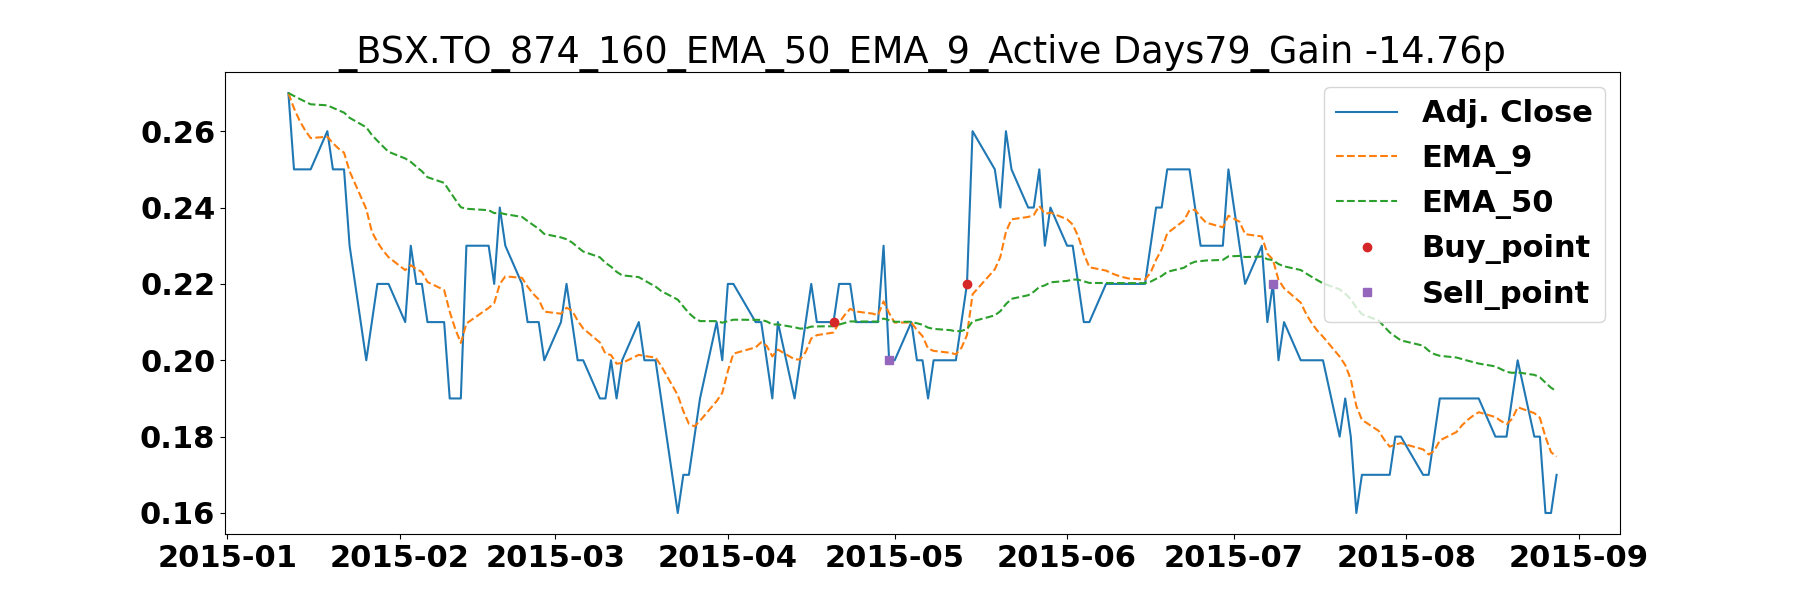 _BSX.TO_874_160_EMA_50_EMA_9_Active Days79_Gain -14.76p
Adj. Close
EMA_9
EMA_50
Buy_point
Sell_point
0.26
0.24
0.22
0.20
0.18
0.16
2015-01 2015-02 2015-03 2015-04 2015-05 2015-06 2015-07 2015-08 2015-09